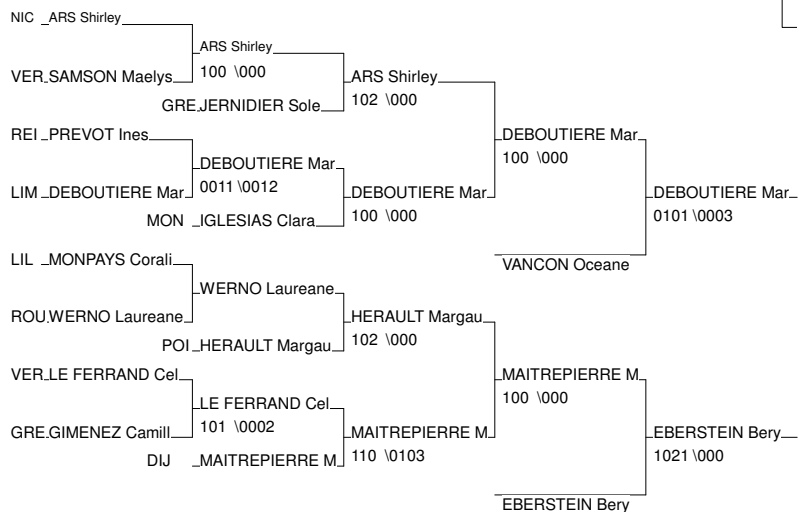 NIC ARS Shirley
ARS Shirley
VER SAMSON Maelys
100 \000
ARS Shirley
GRE JERNIDIER Sole
102 \000
REI PREVOT Ines
DEBOUTIERE Mar
100 \000
DEBOUTIERE Mar
0011 \0012
LIM DEBOUTIERE Mar
DEBOUTIERE Mar
DEBOUTIERE Mar
100 \000
0101 \0003
MON IGLESIAS Clara
LIL MONPAYS Corali
VANCON Oceane
WERNO Laureane
ROU WERNO Laureane
HERAULT Margau
POI HERAULT Margau
102 \000
VER LE FERRAND Cel
MAITREPIERRE M
100 \000
LE FERRAND Cel
101 \0002
GRE GIMENEZ Camill
MAITREPIERRE M
EBERSTEIN Bery
110 \0103
1021 \000
DIJ MAITREPIERRE M
EBERSTEIN Bery